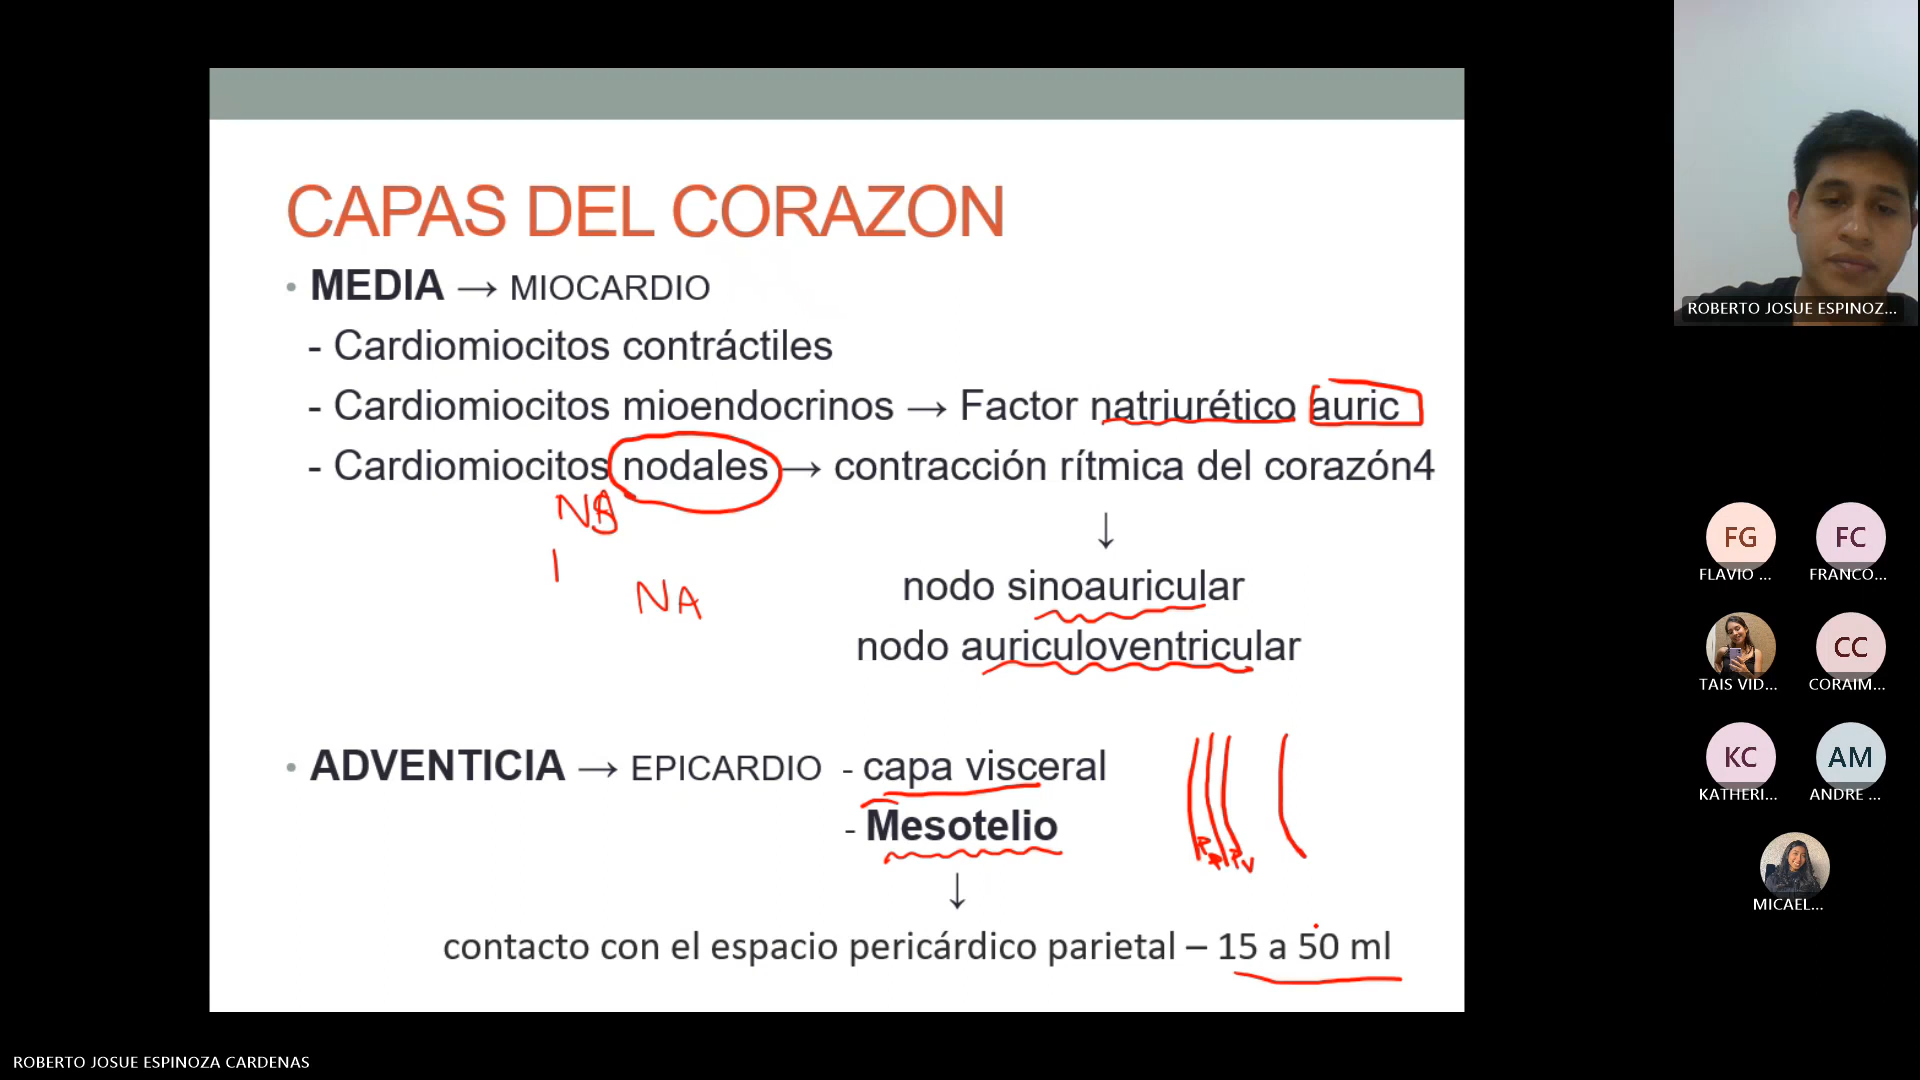 CAPAS DEL CORAZON
• MEDIA → MIOCARDIO
- Cardiomiocitos contráctiles
- Cardiomiocitos mioendocrinos → Factor natriurético auric
- Cardiomiocitos nodales → contracción rítmica del corazón4
NA
↓
NA
nodo sinoauricular
nodo auriculoventricular
• ADVENTICIA → EPICARDIO - capa visceral
- Mesotelio
PV
↓
contacto con el espacio pericárdico parietal – 15 a 50 ml
ROBERTO JOSUE ESPINOZ...
FG
FLAVIO ...
FC
FRANCO...
TAIS VID...
CC
CORAIM...
KC
KATHERI...
AM
ANDRE ...
MICAEL...
ROBERTO JOSUE ESPINOZA CARDENAS